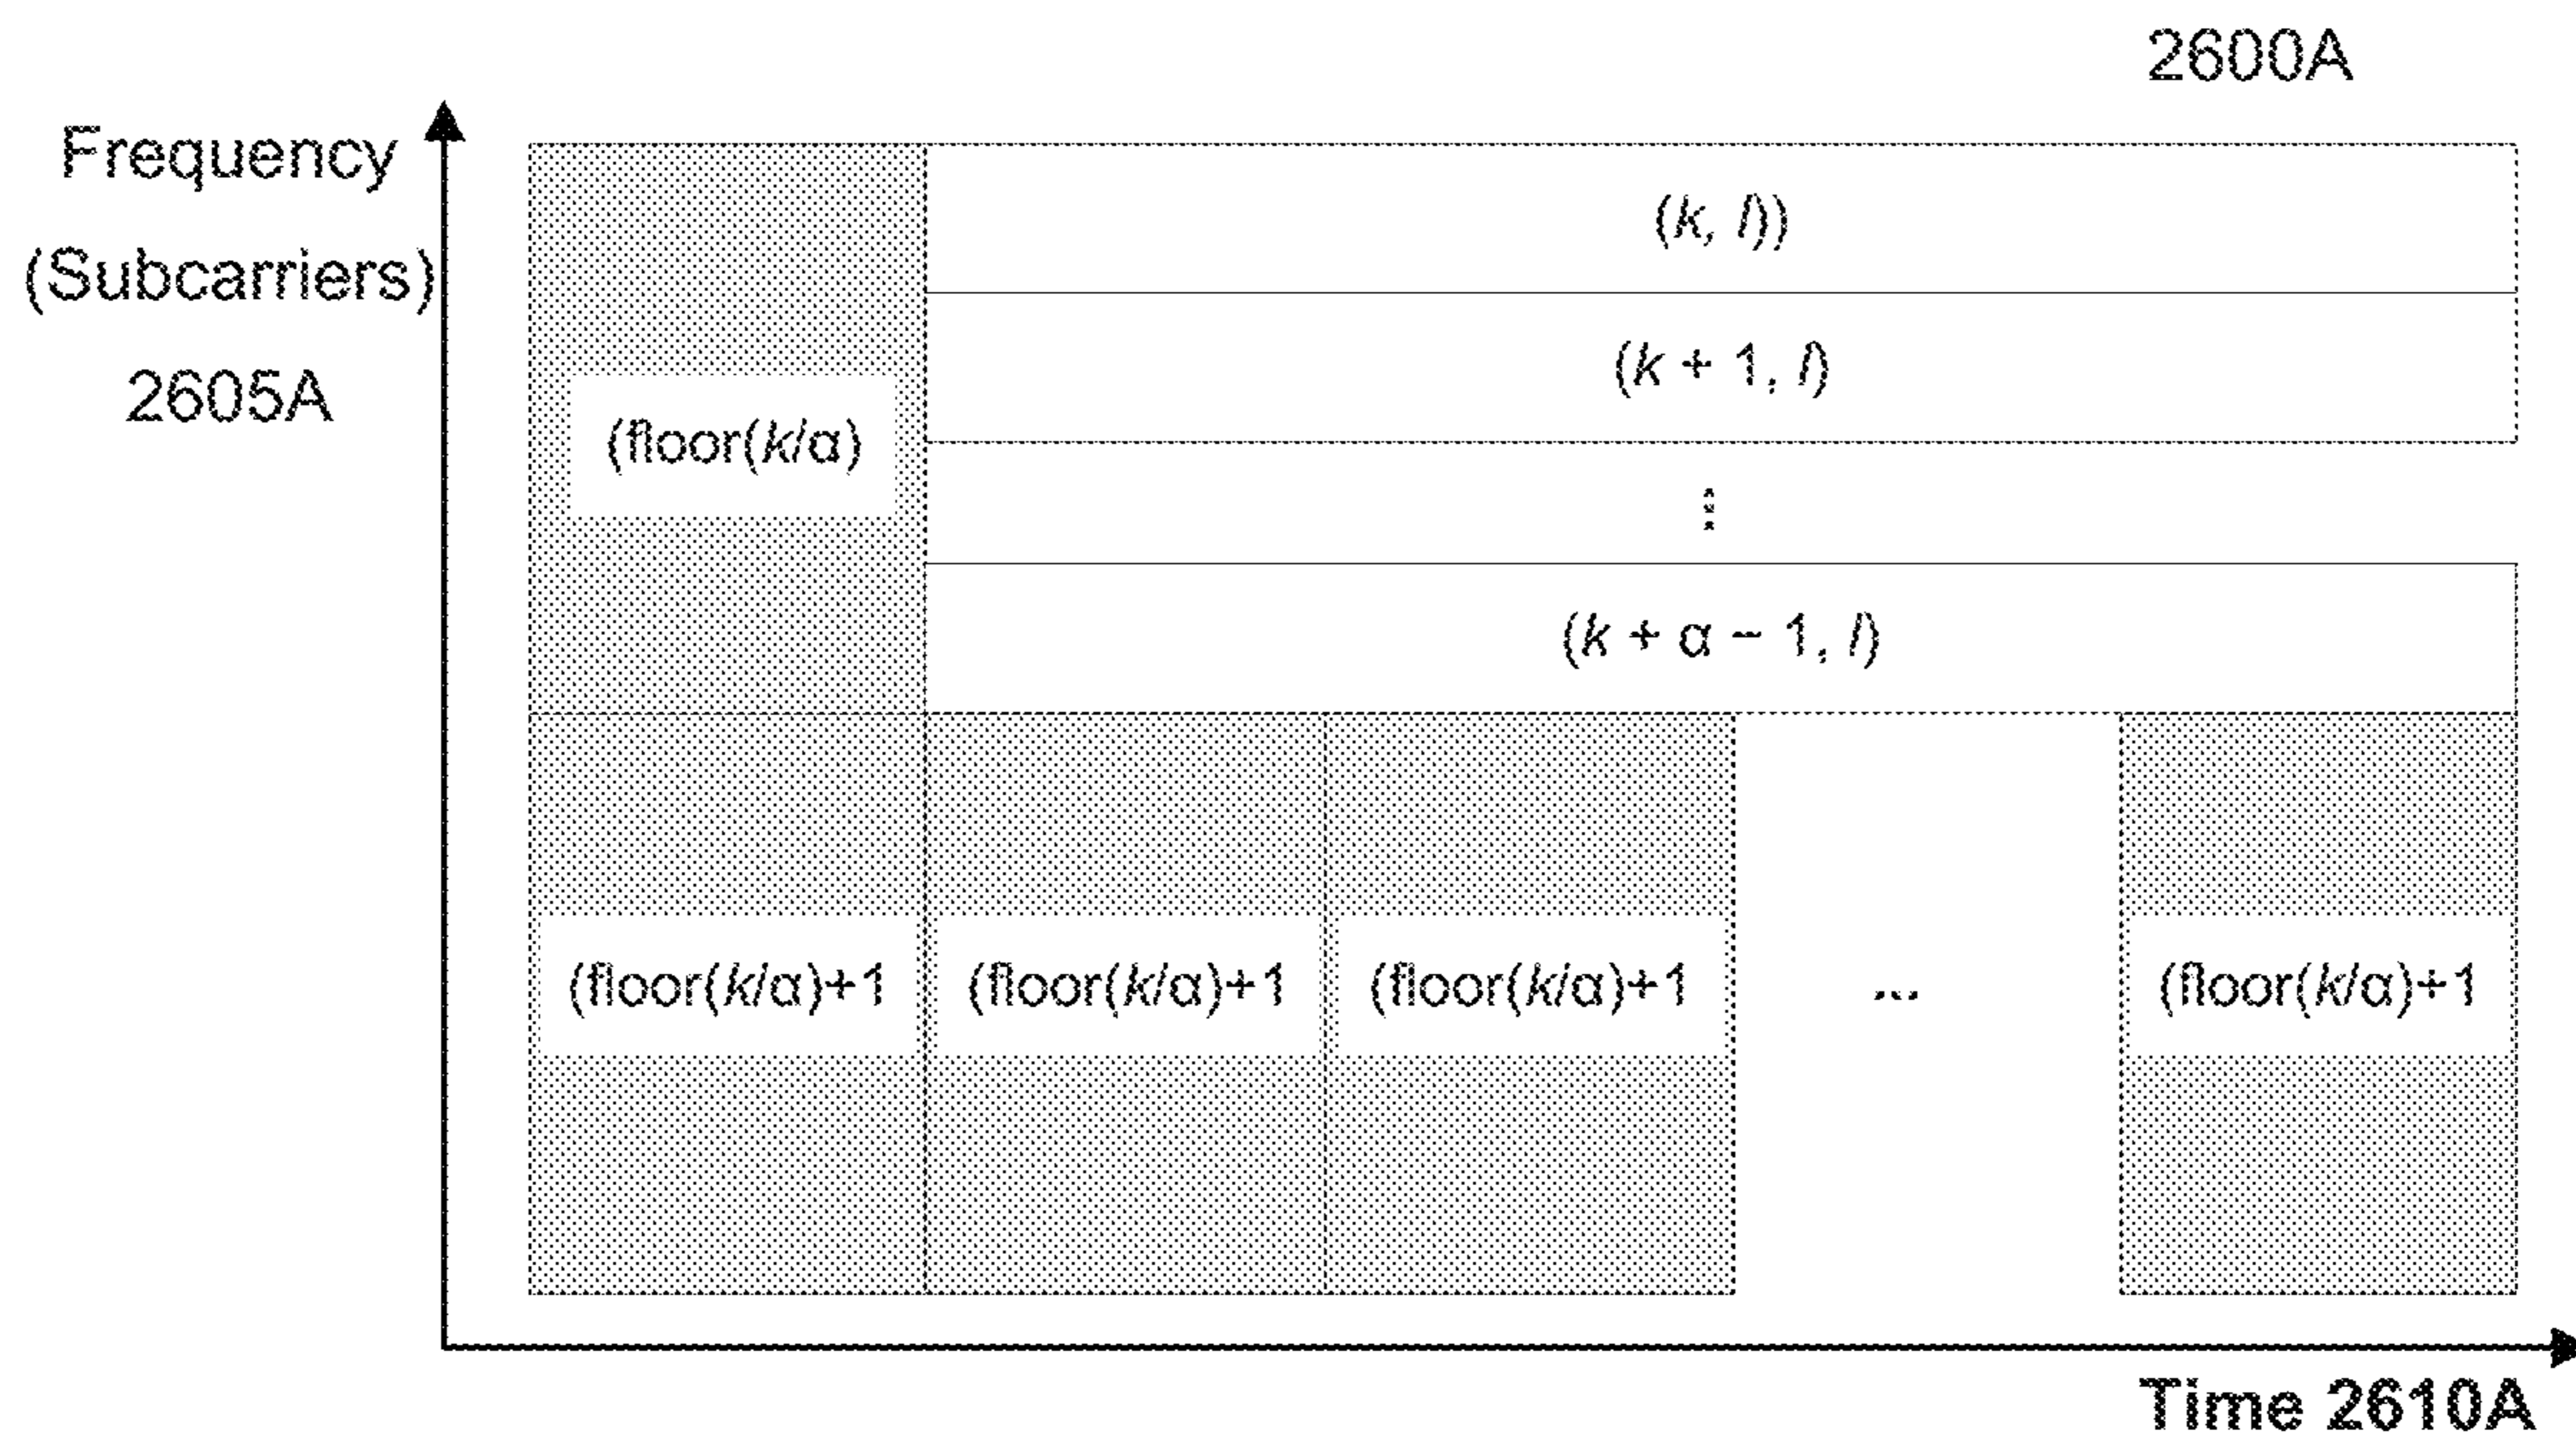 2600A
Frequency
(Subcarriers)
2605A
(k, l))
(k + 1, l)
(floor(k/α)
⋮
(k + α − 1, l)
(floor(k/α)+1 (floor(k/α)+1 (floor(k/α)+1 ... (floor(k/α)+1
Time 2610A